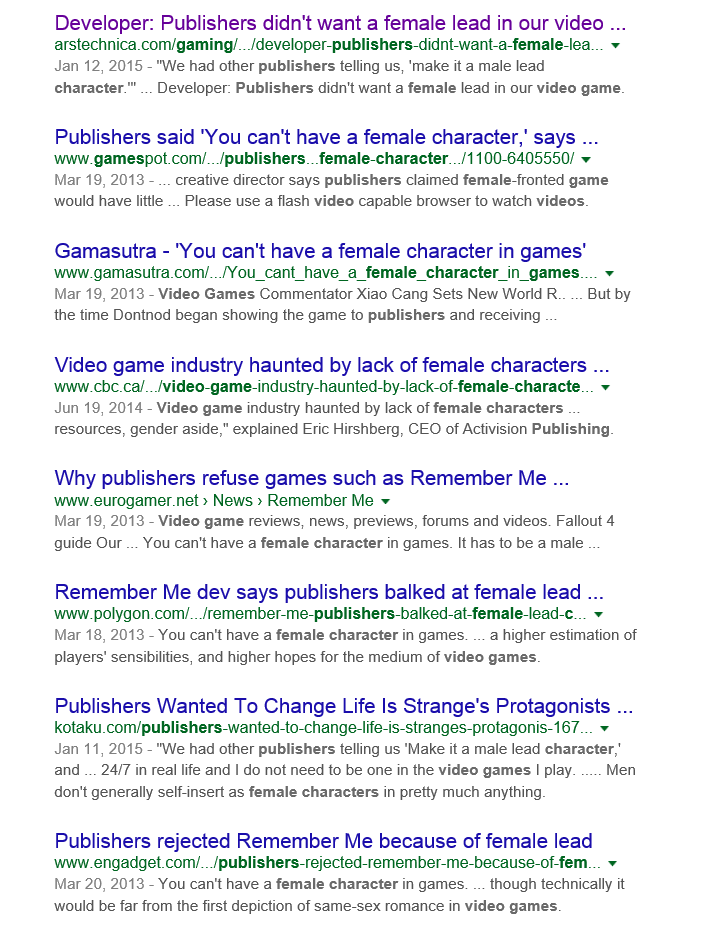 Developer: Publishers didn't want a female lead in our video ...
arstechnica.com/gaming/.../developer-publishers-didnt-want-a-female-lea...
Jan 12, 2015 - "We had other publishers telling us, 'make it a male lead
character.'" ... Developer: Publishers didn't want a female lead in our video game.
Publishers said 'You can't have a female character,' says ...
www.gamespot.com/.../publishers...female-character.../1100-6405550/
Mar 19, 2013 - ... creative director says publishers claimed female-fronted game
would have little ... Please use a flash video capable browser to watch videos.
Gamasutra - 'You can't have a female character in games'
www.gamasutra.com/.../You_cant_have_a_female_character_in_games....
Mar 19, 2013 - Video Games Commentator Xiao Cang Sets New World R.. ... But by
the time Dontnod began showing the game to publishers and receiving ...
Video game industry haunted by lack of female characters ...
www.cbc.ca/.../video-game-industry-haunted-by-lack-of-female-characte...
Jun 19, 2014 - Video game industry haunted by lack of female characters ...
resources, gender aside," explained Eric Hirshberg, CEO of Activision Publishing.
Why publishers refuse games such as Remember Me ...
www.eurogamer.net › News › Remember Me
Mar 19, 2013 - Video game reviews, news, previews, forums and videos. Fallout 4
guide Our ... You can't have a female character in games. It has to be a male ...
Remember Me dev says publishers balked at female lead ...
www.polygon.com/.../remember-me-publishers-balked-at-female-lead-c...
Mar 18, 2013 - You can't have a female character in games. ... a higher estimation of
players' sensibilities, and higher hopes for the medium of video games.
Publishers Wanted To Change Life Is Strange's Protagonists ...
kotaku.com/publishers-wanted-to-change-life-is-stranges-protagonis-167...
Jan 11, 2015 - "We had other publishers telling us 'Make it a male lead character,'
and ... 24/7 in real life and I do not need to be one in the video games I play. ..... Men
don't generally self-insert as female characters in pretty much anything.
Publishers rejected Remember Me because of female lead
www.engadget.com/.../publishers-rejected-remember-me-because-of-fem...
Mar 20, 2013 - You can't have a female character in games. ... though technically it
would be far from the first depiction of same-sex romance in video games.